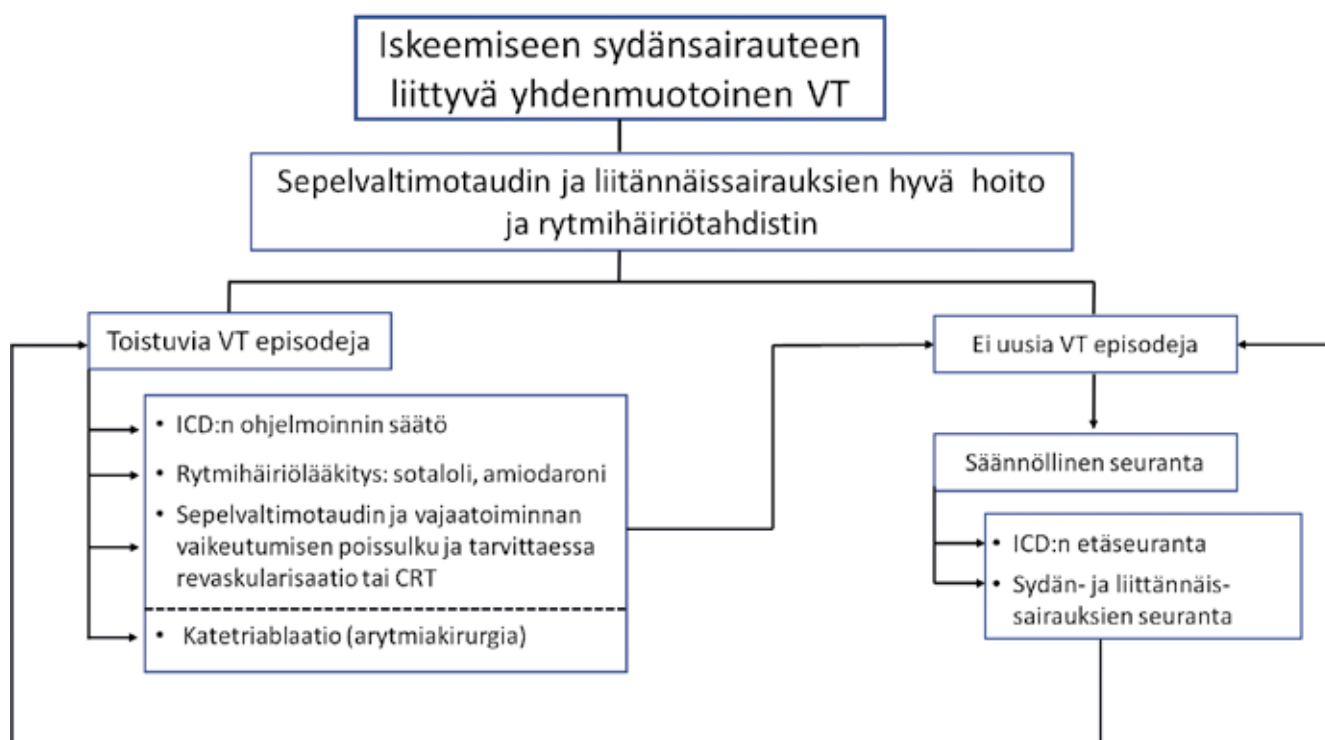 Iskeemiseen sydänsairauteen
liittyvä yhdenmuotoinen VT
Sepelvaltimotaudin ja liitännäissairauksien hyvä hoito
ja rytmihäiriötahdistin
Toistuvia VT episodeja
• ICD:n ohjelmoinnin säätö
• Rytmihäiriölääkitys: sotaloli, amiodaroni
• Sepelvaltimotaudin ja vajaatoiminnan
vaikeutumisen poissulku ja tarvittaessa
revaskularisaatio tai CRT
• Katetriablaatio (arytmiakirurgia)
Ei uusia VT episodeja
Säännöllinen seuranta
• ICD:n etäseuranta
• Sydän- ja liittännäis-
sairauksien seuranta